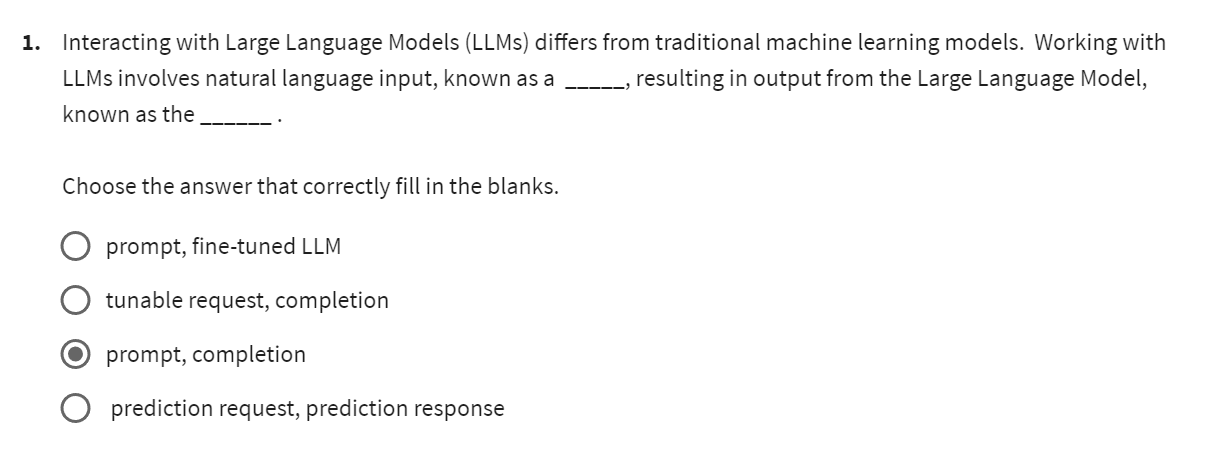 1. Interacting with Large Language Models (LLMs) differs from traditional machine learning models. Working with
LLMs involves natural language input, known as a _____, resulting in output from the Large Language Model,
known as the ______ .
Choose the answer that correctly fill in the blanks.
prompt, fine-tuned LLM
tunable request, completion
prompt, completion
prediction request, prediction response